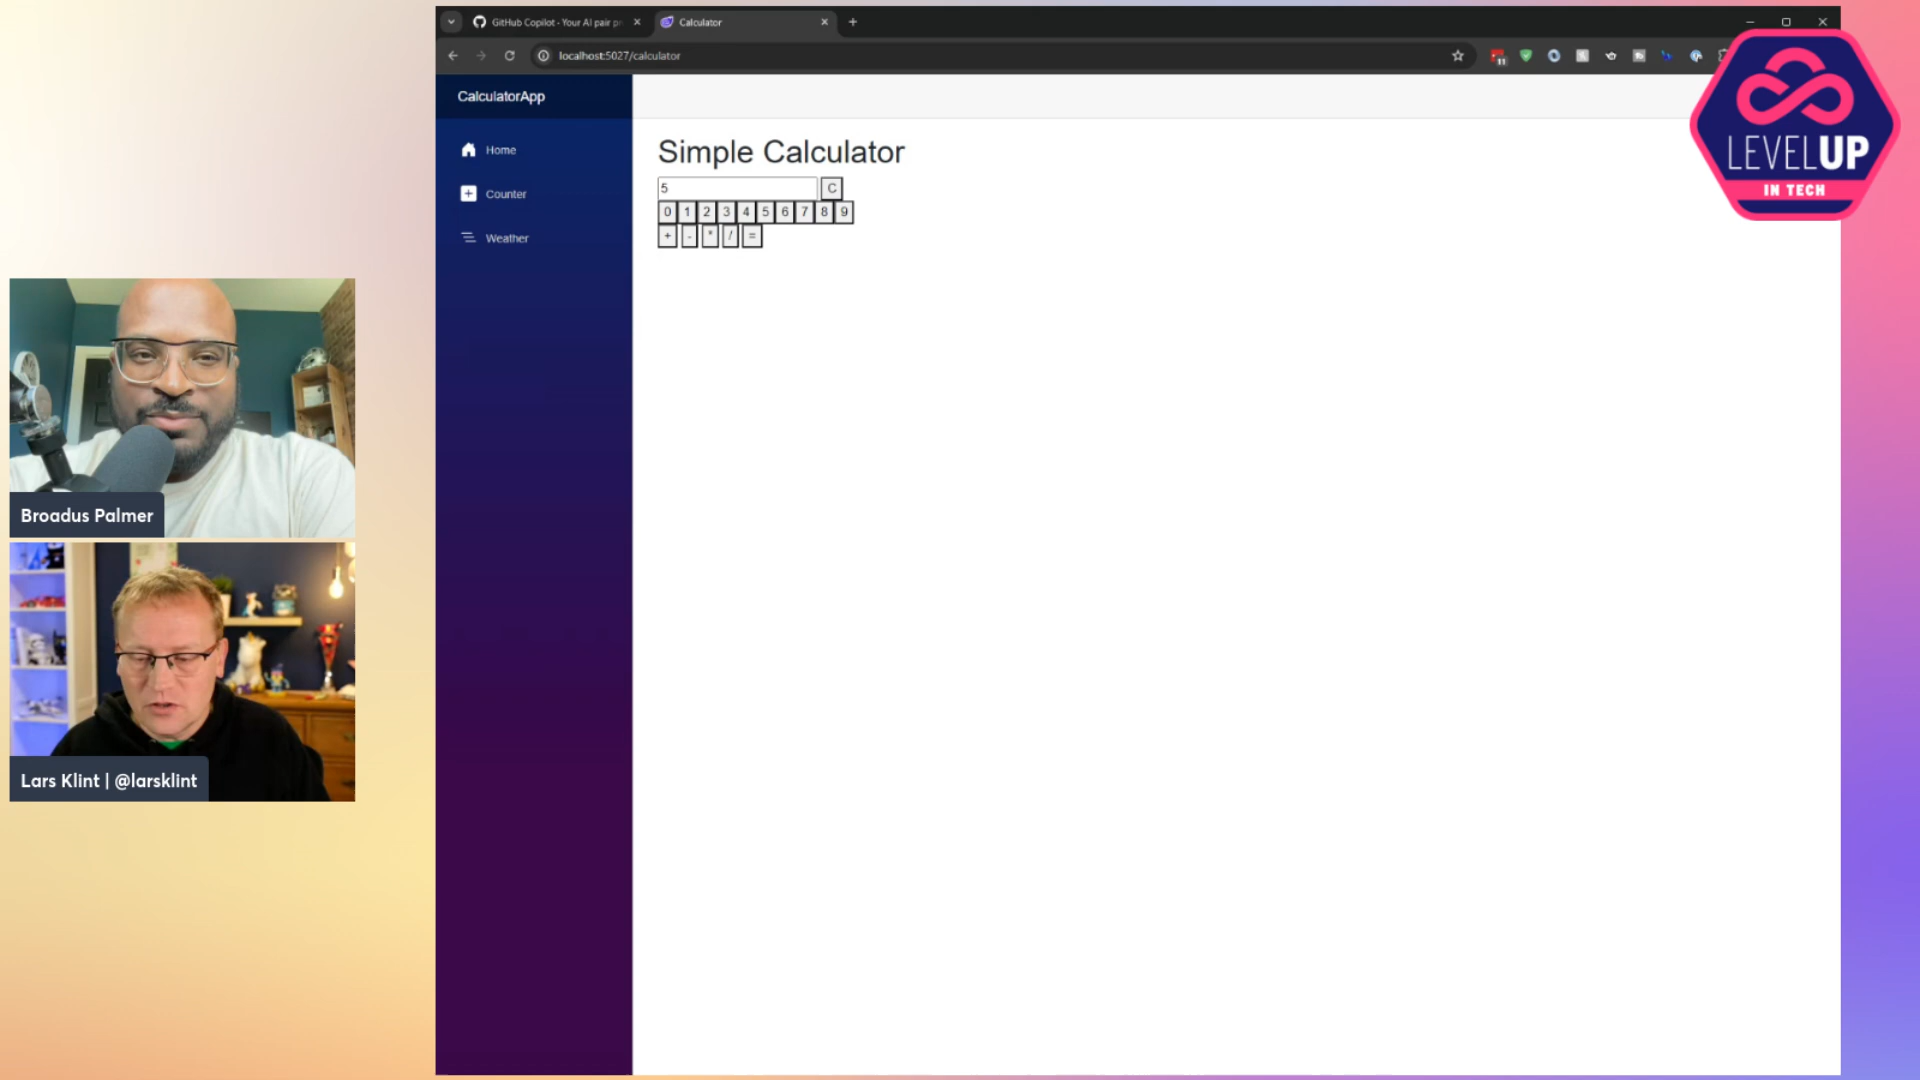 GitHub Copilot - Your AI pair pr
Calculator
localhost:5027/calculator
11
CalculatorApp
Home
Counter
Weather
Simple Calculator
5 C
0 1 2 3 4 5 6 7 8 9
+ - * / =
LEVELUP
IN TECH
Broadus Palmer
Lars Klint | @larsklint